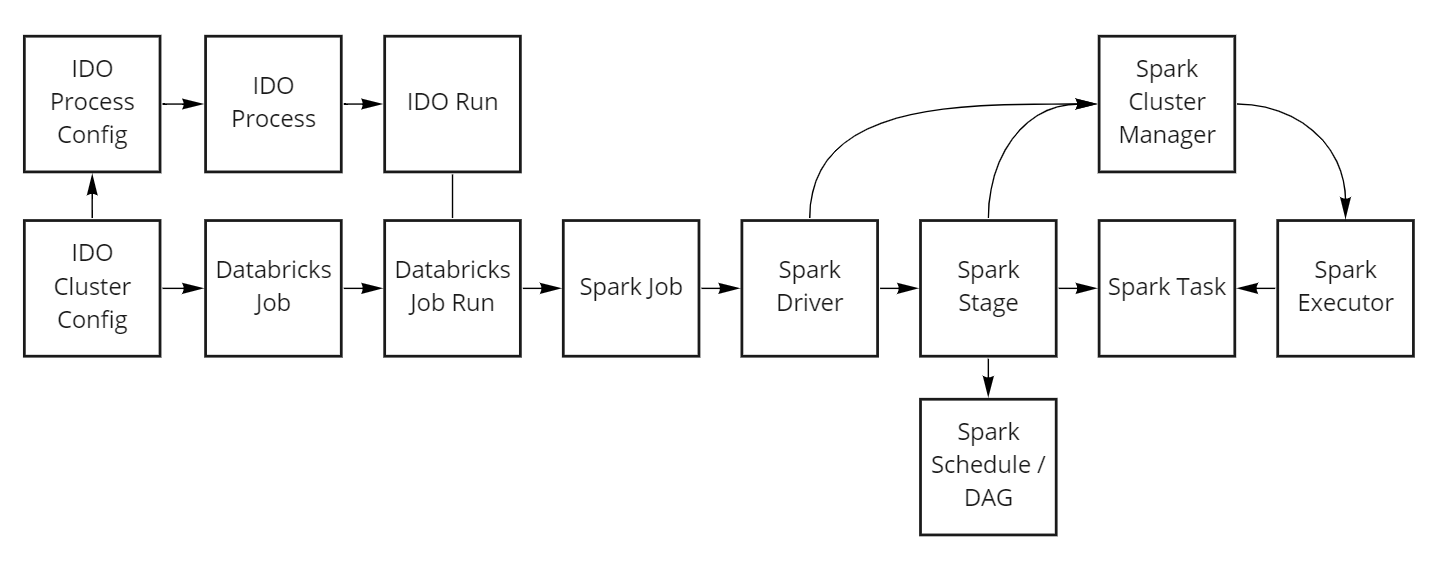 IDO
Process
Config
IDO
Process
IDO Run
Spark
Cluster
Manager
IDO
Cluster
Config
Databricks
Job
Databricks
Job Run
Spark Job
Spark
Driver
Spark
Stage
Spark Task
Spark
Executor
Spark
Schedule /
DAG